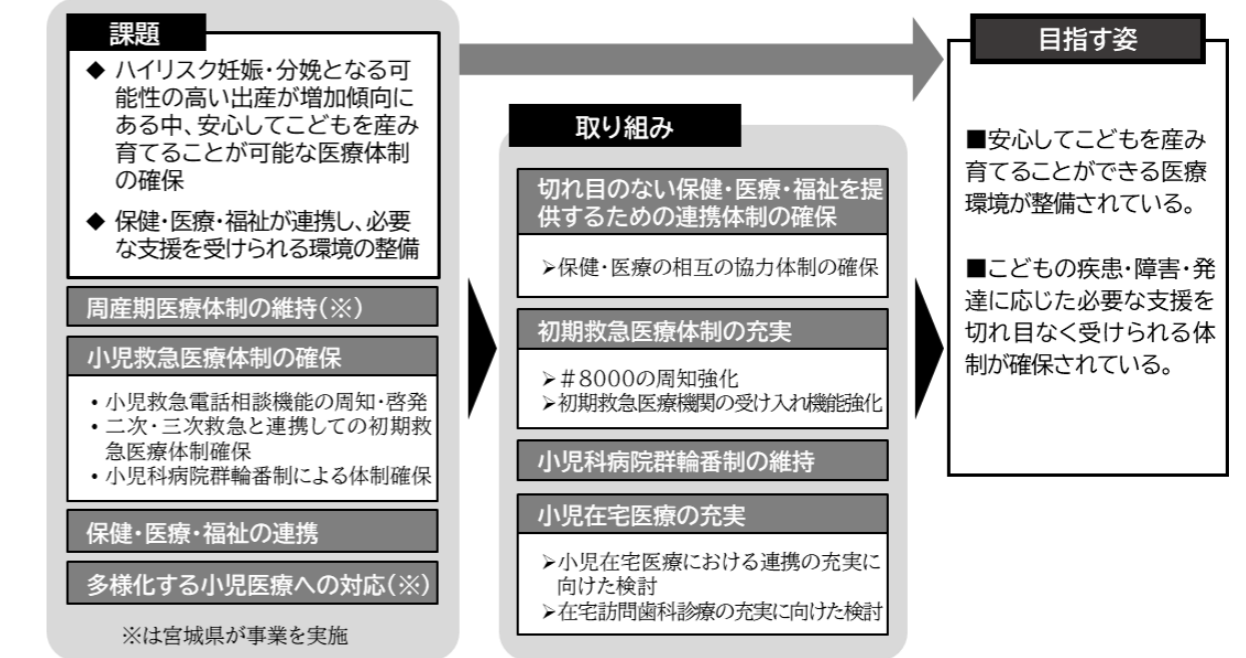 課題
◆ ハイリスク妊娠・分娩となる可
能性の高い出産が増加傾向に
ある中、安心してこどもを産み
育てることが可能な医療体制
の確保
◆ 保健・医療・福祉が連携し、必要
な支援を受けられる環境の整備
周産期医療体制の維持(※)
小児救急医療体制の確保
・小児救急電話相談機能の周知・啓発
・二次・三次救急と連携しての初期救
急医療体制確保
・小児科病院群輪番制による体制確保
保健・医療・福祉の連携
多様化する小児医療への対応(※)
※は宮城県が事業を実施
取り組み
切れ目のない保健・医療・福祉を提
供するための連携体制の確保
➢保健・医療の相互の協力体制の確保
初期救急医療体制の充実
➢#8000の周知強化
➢初期救急医療機関の受け入れ機能強化
小児科病院群輪番制の維持
小児在宅医療の充実
➢小児在宅医療における連携の充実に
向けた検討
➢在宅訪問歯科診療の充実に向けた検討
目指す姿
■安心してこどもを産み
育てることができる医療
環境が整備されている。
■こどもの疾患・障害・発
達に応じた必要な支援を
切れ目なく受けられる体
制が確保されている。